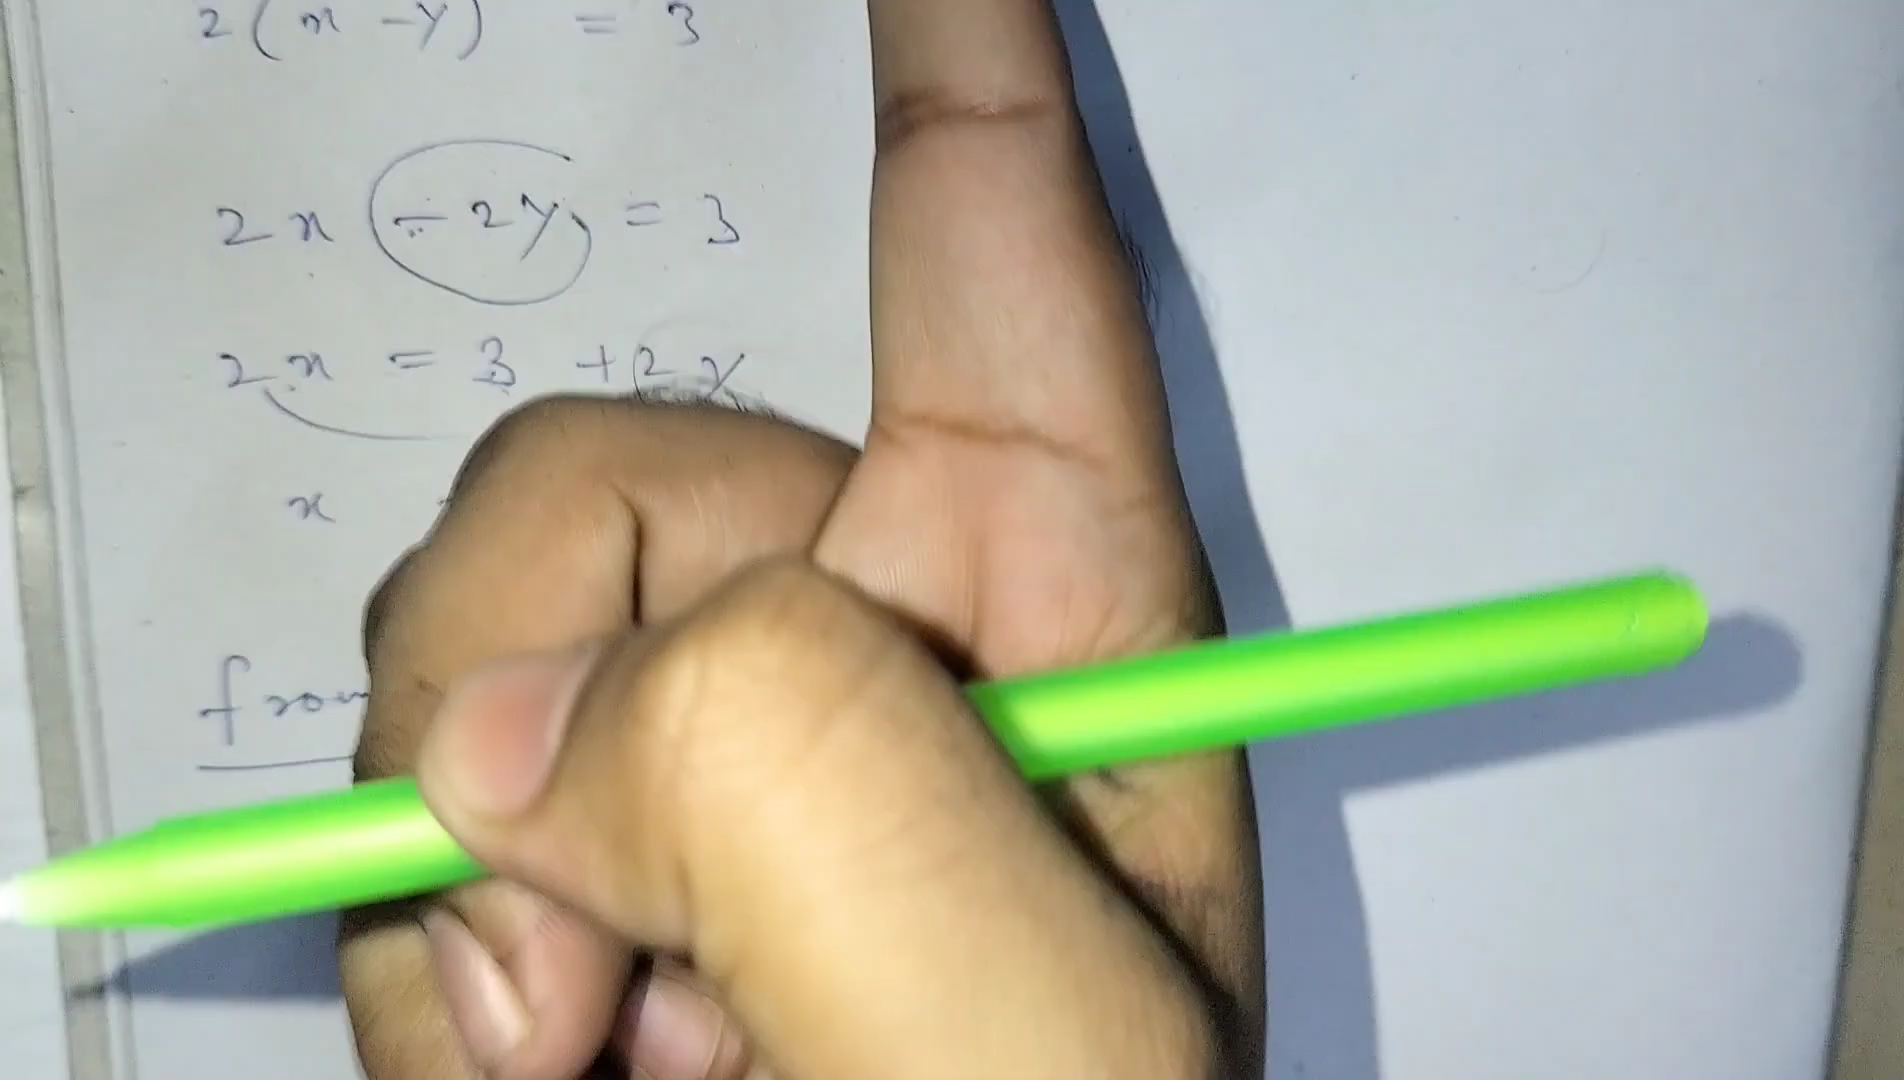 2(x - y) = 3
2x - 2y = 3
2x = 3 + 2y
x
from